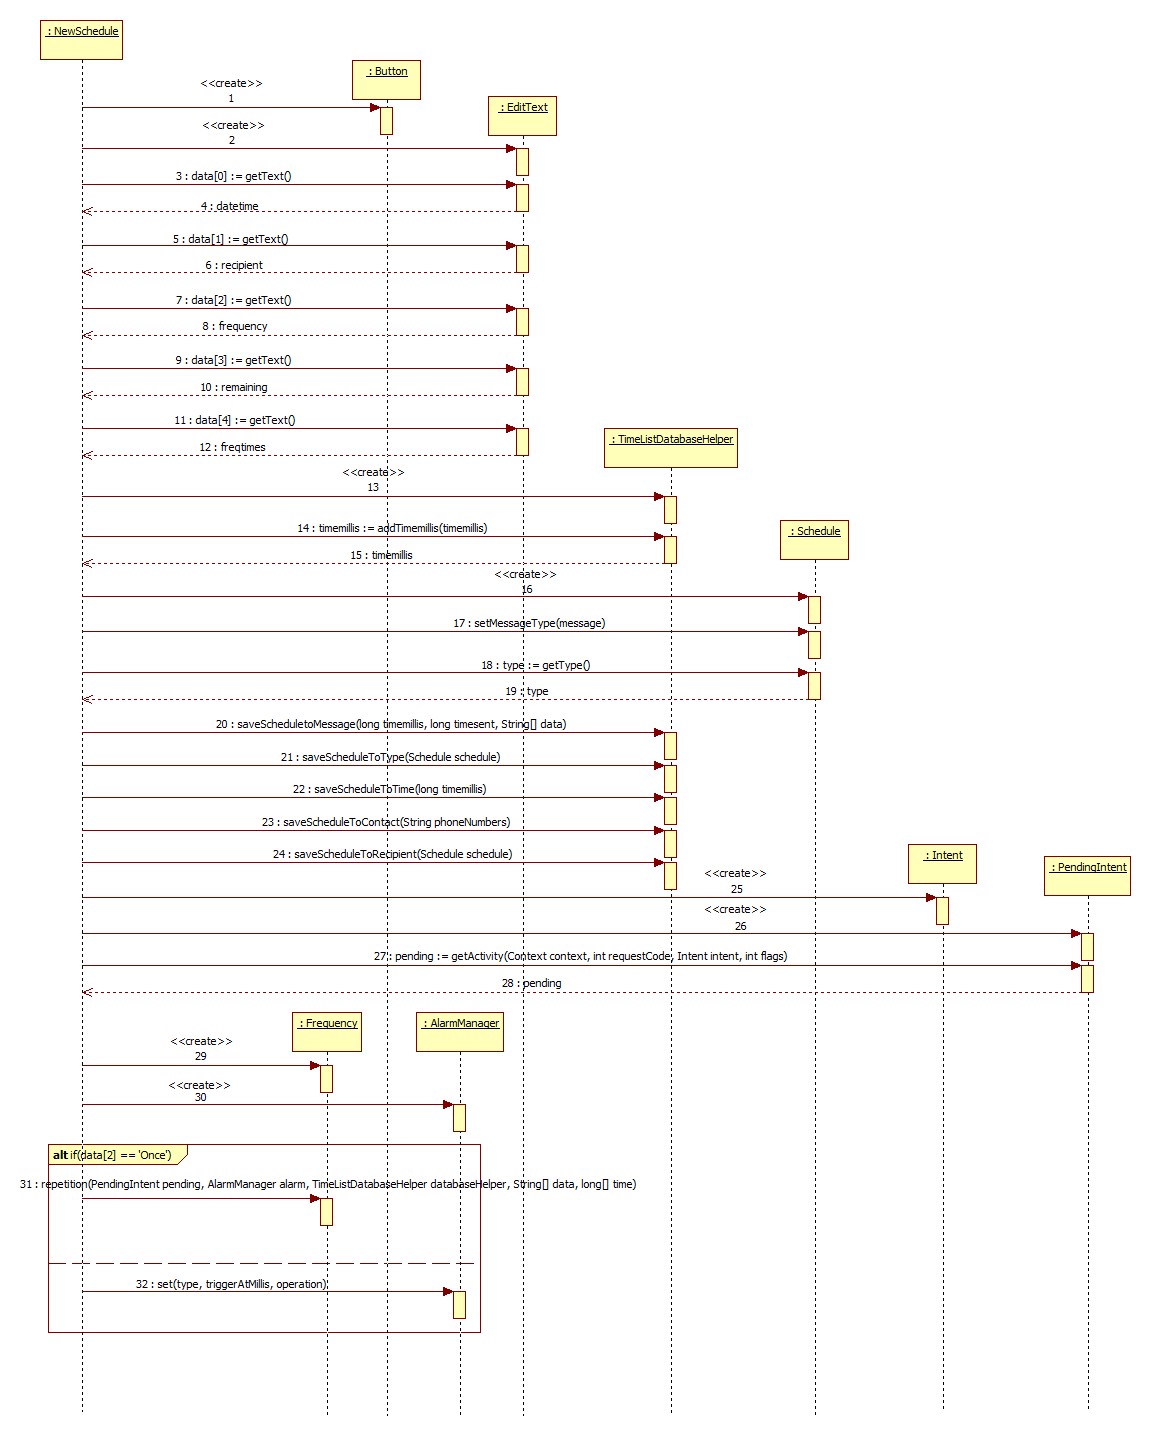 : NewSchedule
: Button
<<create>>
1
: EditText
<<create>>
2
3 : data[0] := getText()
4 : datetime
5 : data[1] := getText()
6 : recipient
7 : data[2] := getText()
8 : frequency
9 : data[3] := getText()
10 : remaining
11 : data[4] := getText()
12 : freqtimes
: TimeListDatabaseHelper
<<create>>
13
14 : timemillis := addTimemillis(timemillis)
: Schedule
15 : timemillis
<<create>>
16
17 : setMessageType(message)
18 : type := getType()
19 : type
20 : saveScheduletoMessage(long timemillis, long timesent, String[] data)
21 : saveScheduleToType(Schedule schedule)
22 : saveScheduleToTime(long timemillis)
23 : saveScheduleToContact(String phoneNumbers)
24 : saveScheduleToRecipient(Schedule schedule)
: Intent
: PendingIntent
<<create>>
25
<<create>>
26
27 : pending := getActivity(Context context, int requestCode, Intent intent, int flags)
28 : pending
: Frequency
: AlarmManager
<<create>>
29
<<create>>
30
alt if(data[2] == 'Once')
31 : repetition(PendingIntent pending, AlarmManager alarm, TimeListDatabaseHelper databaseHelper, String[] data, long[] time)
32 : set(type, triggerAtMillis, operation)